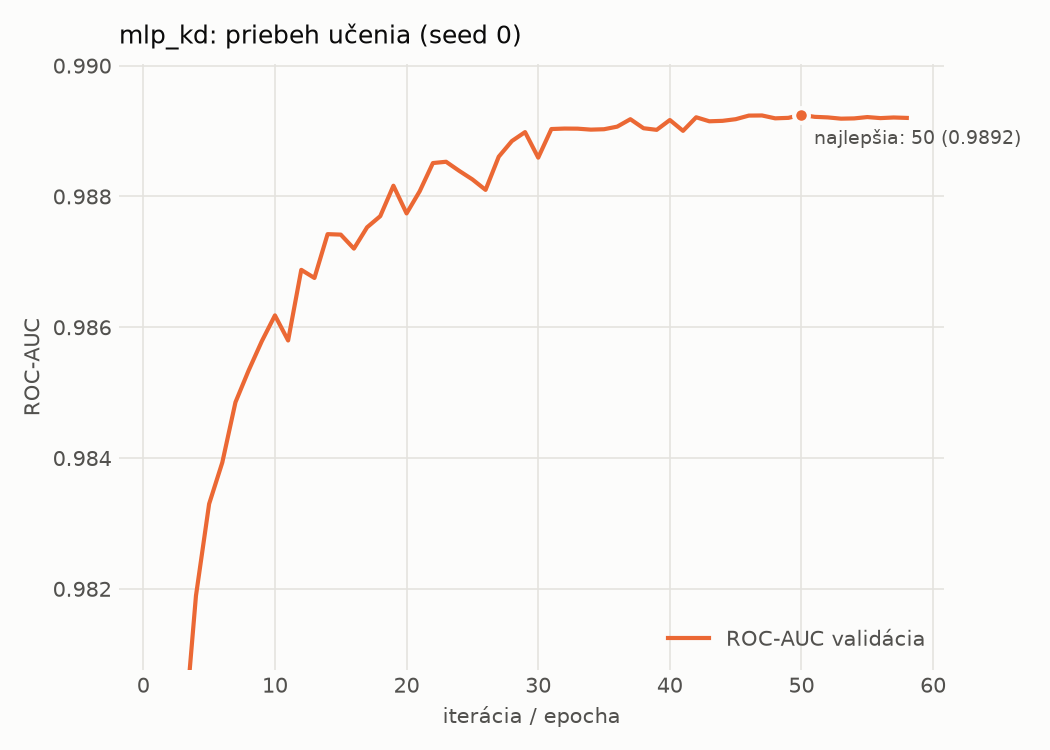 mlp_kd: priebeh učenia (seed 0)
0.990
0.988
0.986
0.984
0.982
ROC-AUC
najlepšia: 50 (0.9892)
ROC-AUC validácia
0 10 20 30 40 50 60
iterácia / epocha